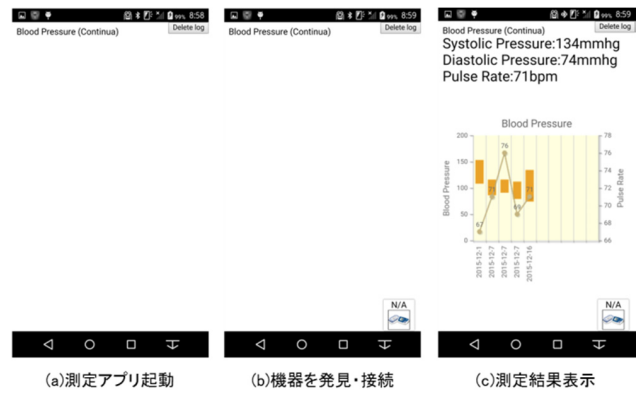 99% 8:58
Blood Pressure (Continua)
Delete log
(a)測定アプリ起動
99% 8:59
Blood Pressure (Continua)
Delete log
N/A
(b)機器を発見・接続
99% 8:59
Blood Pressure (Continua)
Delete log
Systolic Pressure:134mmhg
Diastolic Pressure:74mmhg
Pulse Rate:71bpm
Blood Pressure
200
150
100
50
0
Blood Pressure
78
76
74
72
70
68
66
Pulse Rate
67
71
76
69
71
2015-12-1
2015-12-7
2015-12-7
2015-12-7
2015-12-16
N/A
(c)測定結果表示